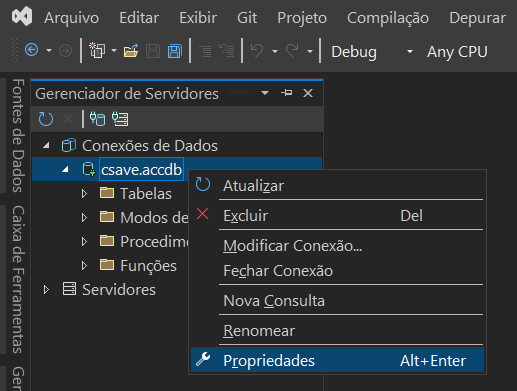 Arquivo Editar Exibir Git Projeto Compilação Depurar
Debug Any CPU
Fontes de Dados
Caixa de Ferramentas
Ger
Gerenciador de Servidores
Conexões de Dados
csave.accdb
Tabelas
Modos de
Procedime
Funções
Servidores
Atualizar
Excluir Del
Modificar Conexão...
Fechar Conexão
Nova Consulta
Renomear
Propriedades Alt+Enter